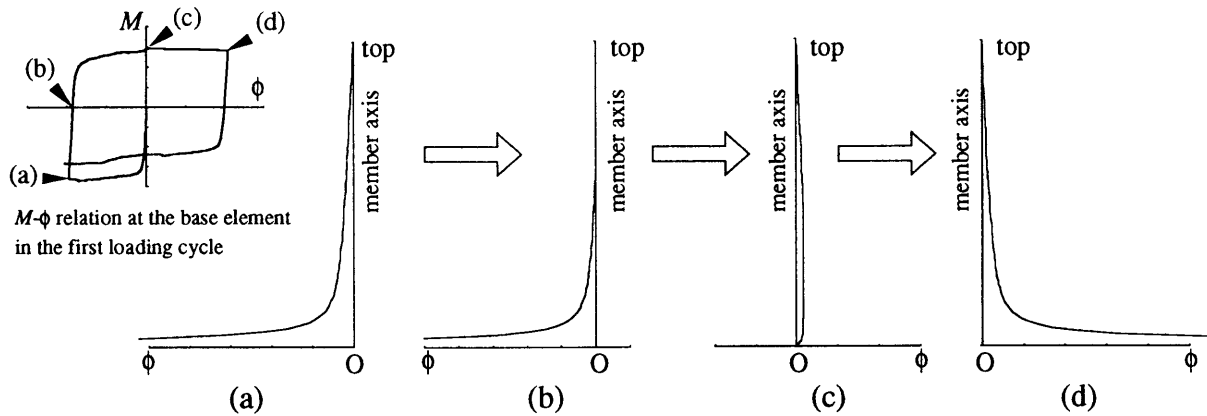 M
(c)
(d)
(b)
ϕ
(a)
M-ϕ relation at the base element
in the first loading cycle
top
member axis
ϕ
O
(a)
member axis
ϕ
O
(b)
top
member axis
O
ϕ
(c)
top
member axis
O
ϕ
(d)